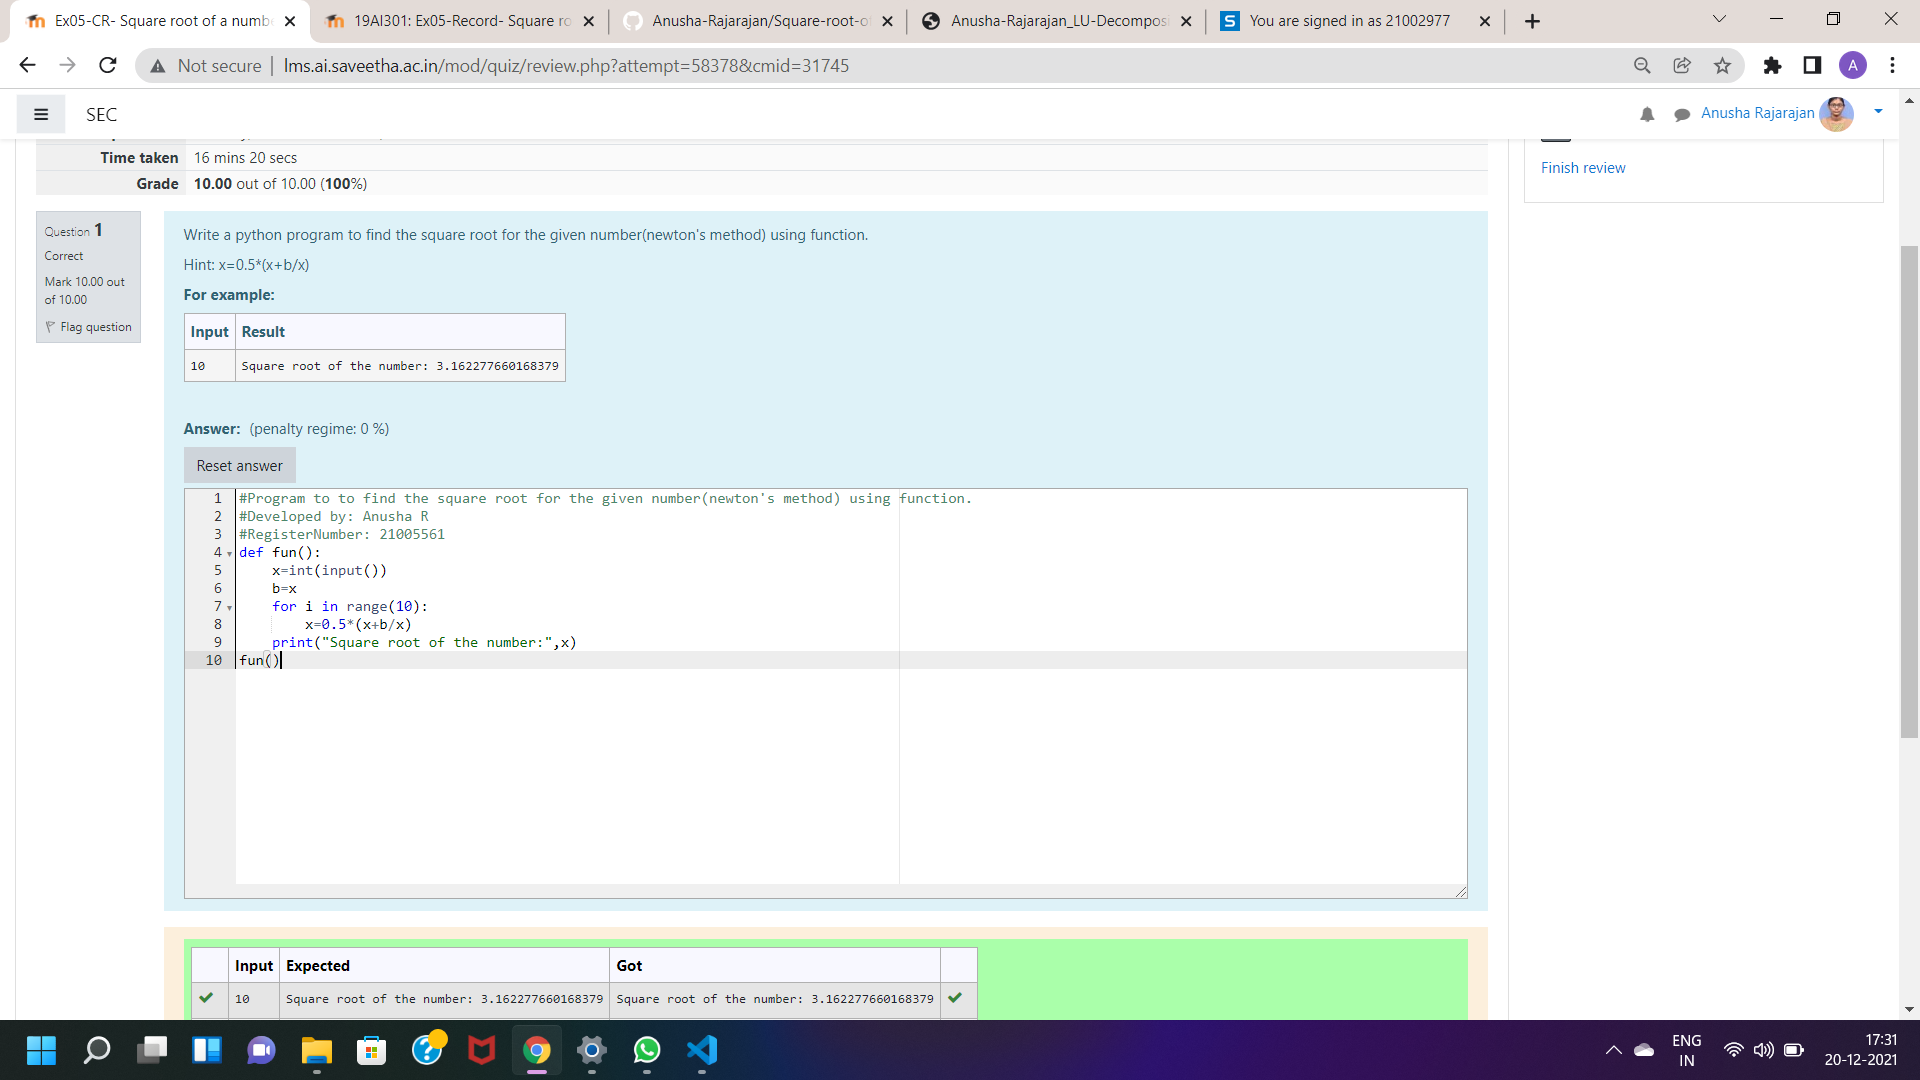 Ex05-CR- Square root of a numbe
19AI301: Ex05-Record- Square ro
Anusha-Rajarajan/Square-root-o
Anusha-Rajarajan_LU-Decomposi
You are signed in as 21002977
Not secure | lms.ai.saveetha.ac.in/mod/quiz/review.php?attempt=58378&cmid=31745
A
SEC
Anusha Rajarajan
Time taken 16 mins 20 secs
Grade 10.00 out of 10.00 (100%)
Finish review
Question 1
Correct
Mark 10.00 out
of 10.00
Flag question
Write a python program to find the square root for the given number(newton's method) using function.
Hint: x=0.5*(x+b/x)
For example:
Input Result
10 Square root of the number: 3.162277660168379
Answer: (penalty regime: 0 %)
Reset answer
1 #Program to to find the square root for the given number(newton's method) using function.
2 #Developed by: Anusha R
3 #RegisterNumber: 21005561
4 def fun():
5 x=int(input())
6 b=x
7 for i in range(10):
8 x=0.5*(x+b/x)
9 print("Square root of the number:",x)
10 fun()
Input Expected Got
10 Square root of the number: 3.162277660168379 Square root of the number: 3.162277660168379
ENG
IN
17:31
20-12-2021